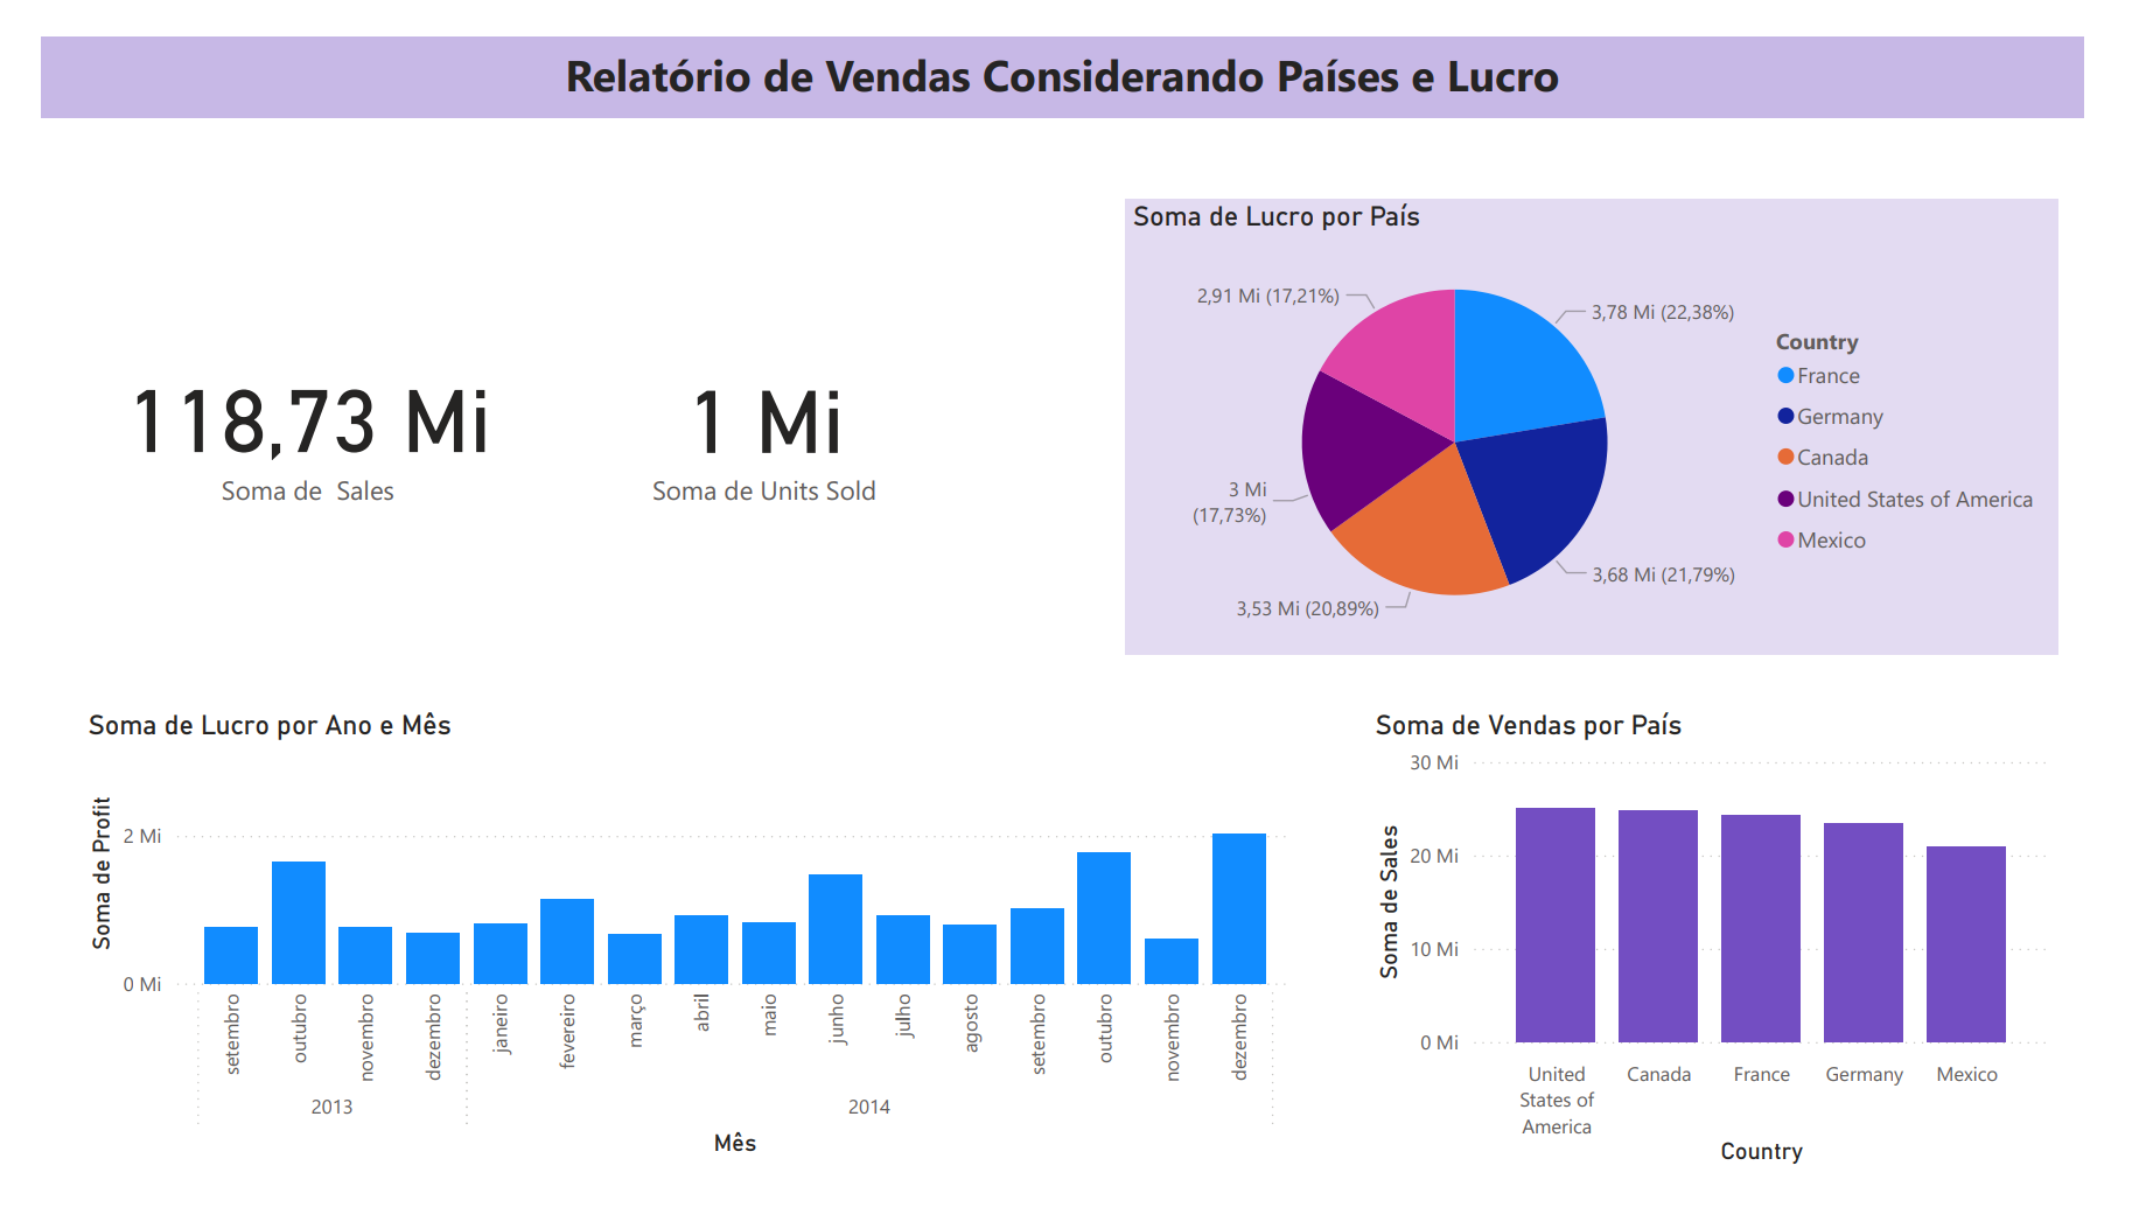 Relatório de Vendas Considerando Países e Lucro
118,73 Mi
Soma de  Sales
1 Mi
Soma de Units Sold
Soma de Lucro por País
2,91 Mi (17,21%)
3,78 Mi (22,38%)
3 Mi
(17,73%)
3,68 Mi (21,79%)
3,53 Mi (20,89%)
Country
France
Germany
Canada
United States of America
Mexico
Soma de Lucro por Ano e Mês
Soma de Profit
2 Mi
0 Mi
setembro
outubro
novembro
dezembro
janeiro
fevereiro
março
abril
maio
junho
julho
agosto
setembro
outubro
novembro
dezembro
2013
2014
Mês
Soma de Vendas por País
Soma de Sales
30 Mi
20 Mi
10 Mi
0 Mi
United
States of
America
Canada
France
Germany
Mexico
Country